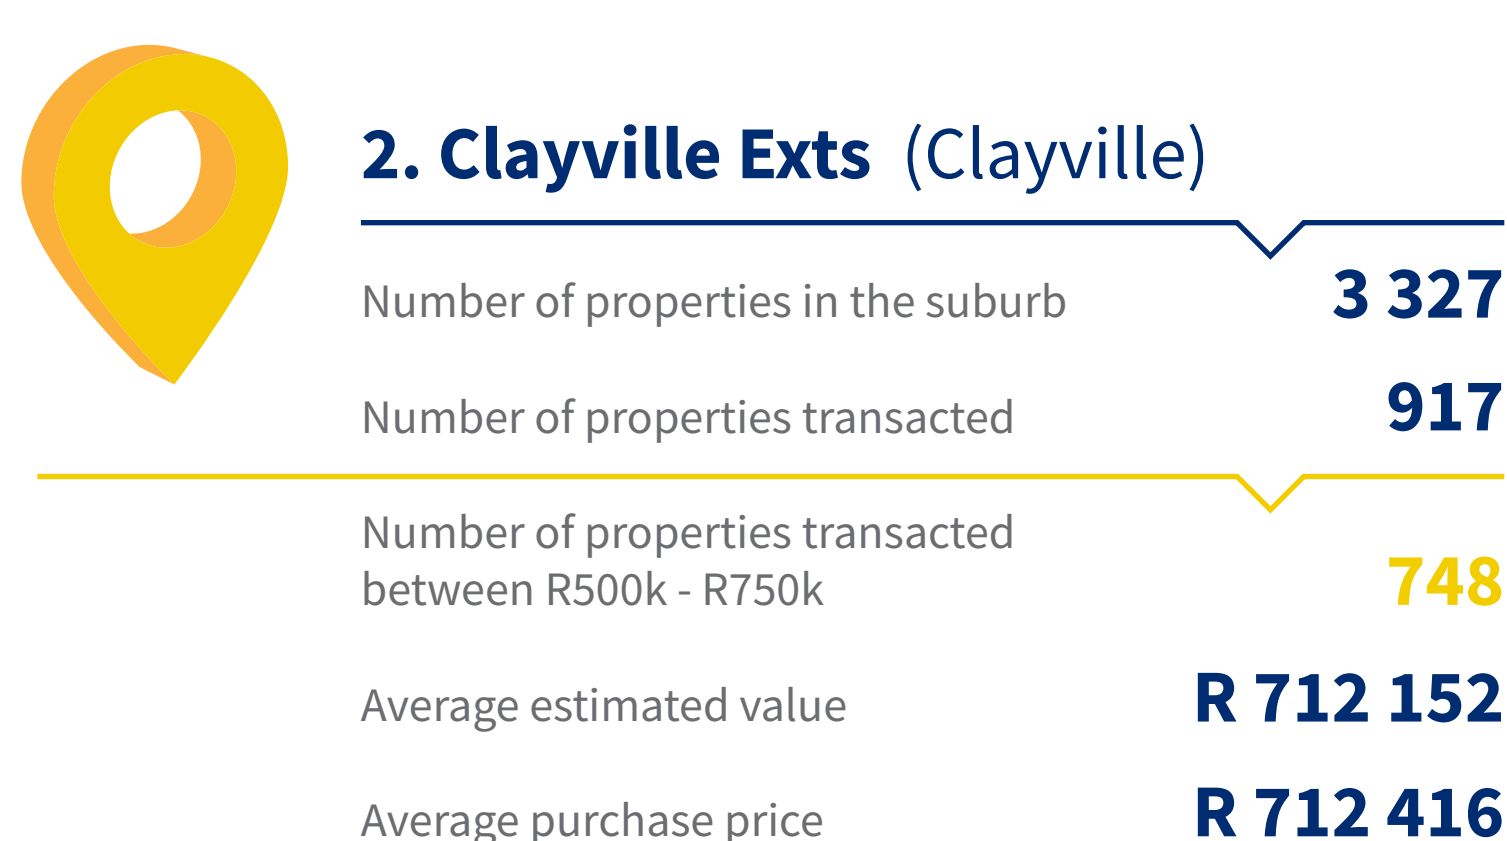 2. Clayville Exts (Clayville)
Number of properties in the suburb 3 327
Number of properties transacted 917
Number of properties transacted
between R500k - R750k 748
Average estimated value R 712 152
Average purchase price R 712 416